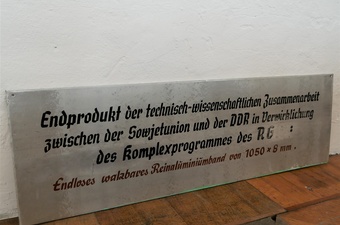 Endprodukt der technisch-wissenschaftlichen Zusammenarbeit
zwischen der Sowjetunion und der DDR in Verwirklichung
des Komplexprogrammes des :
Endloses walzbares Reinaluminiumband von 1050 × 8 mm.